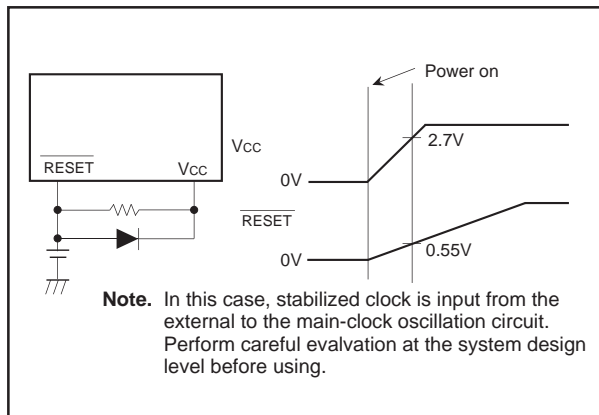 Power on
VCC
2.7V
RESET
VCC
0V
RESET
0.55V
0V
Note. In this case, stabilized clock is input from the
external to the main-clock oscillation circuit.
Perform careful evalvation at the system design
level before using.